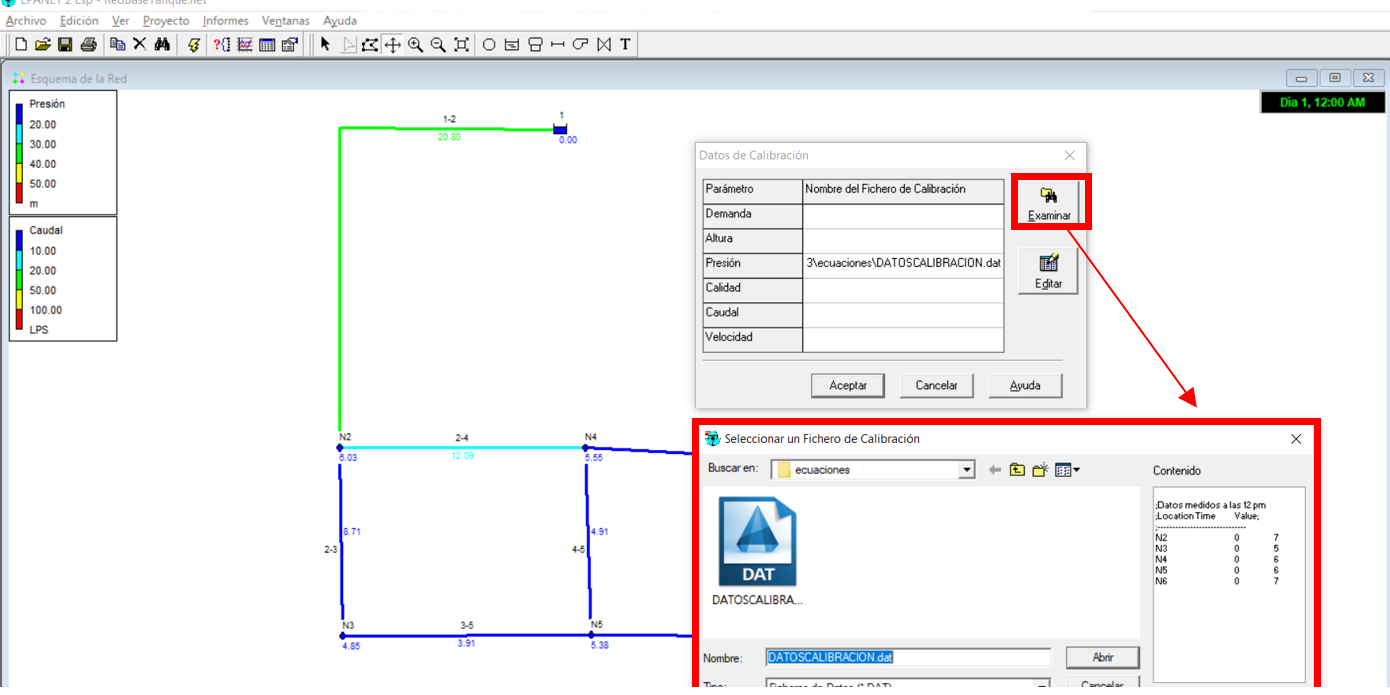 EPANET 2 Esp - RedBaseTanque.net
Archivo Edición Ver Proyecto Informes Ventanas Ayuda
T
Esquema de la Red
Día 1, 12:00 AM
Presión
20.00
30.00
40.00
50.00
m
Caudal
10.00
20.00
50.00
100.00
LPS
1-2
20.80
1
0.00
N2
6.03
2-4
12.09
N4
5.55
8.71
2-3
4.91
4-5
N3
4.85
3-5
3.91
N5
5.38
Datos de Calibración
Parámetro Nombre del Fichero de Calibración
Demanda
Altura
Presión 3\ecuaciones\DATOSCALIBRACION.dat
Calidad
Caudal
Velocidad
Examinar
Editar
Aceptar Cancelar Ayuda
Seleccionar un Fichero de Calibración
Buscar en: ecuaciones
Contenido
DAT
DATOSCALIBRA...
;Datos medidos a las 12 pm
;Location Time Value;
;-----------------------------
N2 0 7
N3 0 5
N4 0 6
N5 0 6
N6 0 7
Nombre: DATOSCALIBRACION.dat Abrir
Tipo: Ficheros de Datos (*.DAT) Cancelar